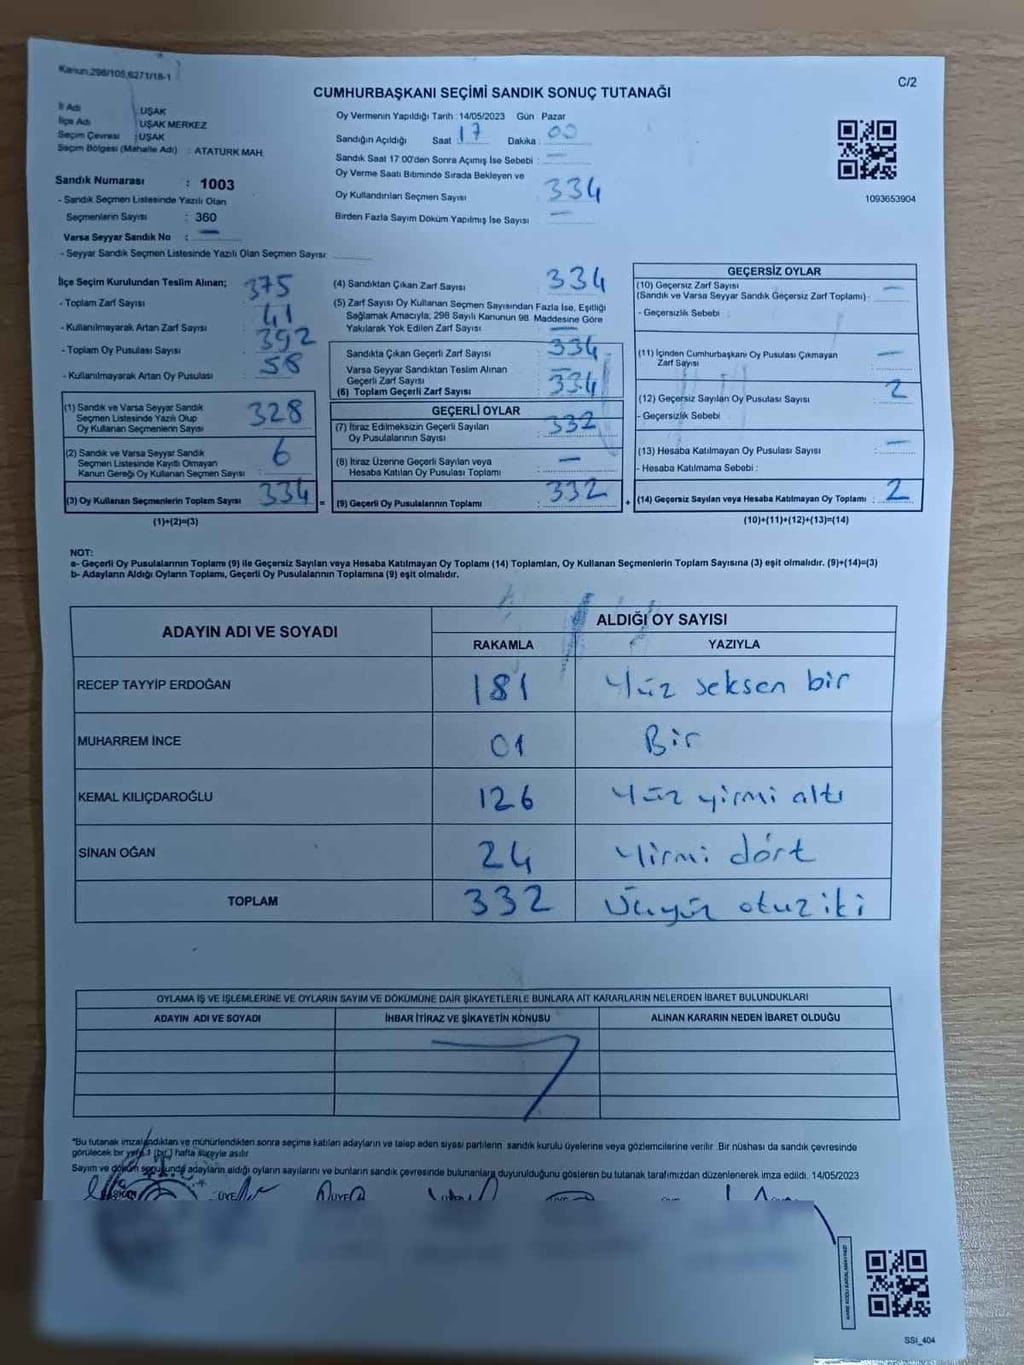 Kanun;298/105,6271/18-1
C/2
CUMHURBAŞKANI SEÇİMİ SANDIK SONUÇ TUTANAĞI
İl Adı : UŞAK
İlçe Adı : UŞAK MERKEZ
Seçim Çevresi : UŞAK
Seçim Bölgesi (Mahalle Adı) : ATATÜRK MAH.
Sandık Numarası : 1003
- Sandık Seçmen Listesinde Yazılı Olan
Seçmenlerin Sayısı : 360
Varsa Seyyar Sandık No : —
- Seyyar Sandık Seçmen Listesinde Yazılı Olan Seçmen Sayısı:
Oy Vermenin Yapıldığı Tarih :14/05/2023 Gün Pazar
Sandığın Açıldığı Saat : 17 Dakika : 00
Sandık Saat 17.00'den Sonra Açımış İse Sebebi : —
Oy Verme Saati Bitiminde Sırada Bekleyen ve
Oy Kullandırılan Seçmen Sayısı 334
Birden Fazla Sayım Döküm Yapılmış İse Sayısı —
1093653904
İlçe Seçim Kurulundan Teslim Alınan;
- Toplam Zarf Sayısı 375
- Kullanılmayarak Artan Zarf Sayısı 41
- Toplam Oy Pusulası Sayısı 392
- Kullanılmayarak Artan Oy Pusulası 58
(1) Sandık ve Varsa Seyyar Sandık
Seçmen Listesinde Yazılı Olup
Oy Kullanan Seçmenlerin Sayısı 328
(2) Sandık ve Varsa Seyyar Sandık
Seçmen Listesinde Kayıtlı Olmayan
Kanun Gereği Oy Kullanan Seçmen Sayısı 6
(3) Oy Kullanan Seçmenlerin Toplam Sayısı 334 =
(1)+(2)=(3)
(4) Sandıktan Çıkan Zarf Sayısı 334
(5) Zarf Sayısı Oy Kullanan Seçmen Sayısından Fazla İse, Eşitliği
Sağlamak Amacıyla, 298 Sayılı Kanunun 98. Maddesine Göre
Yakılarak Yok Edilen Zarf Sayısı —
Sandıkta Çıkan Geçerli Zarf Sayısı 334
Varsa Seyyar Sandıktan Teslim Alınan
Geçerli Zarf Sayısı —
(6) Toplam Geçerli Zarf Sayısı 334
GEÇERLİ OYLAR
(7) İtiraz Edilmeksizin Geçerli Sayılan
Oy Pusulalarının Sayısı 332
(8) İtiraz Üzerine Geçerli Sayılan veya
Hesaba Katılan Oy Pusulası Toplamı : —
(9) Geçerli Oy Pusulalarının Toplamı : 332 +
GEÇERSİZ OYLAR
(10) Geçersiz Zarf Sayısı
(Sandık ve Varsa Seyyar Sandık Geçersiz Zarf Toplamı) : —
- Geçersizlik Sebebi :
(11) İçinden Cumhurbaşkanı Oy Pusulası Çıkmayan
Zarf Sayısı —
(12) Geçersiz Sayılan Oy Pusulası Sayısı 2
- Geçersizlik Sebebi :
(13) Hesaba Katılmayan Oy Pusulası Sayısı —
- Hesaba Katılmama Sebebi :
(14) Geçersiz Sayılan veya Hesaba Katılmayan Oy Toplamı : 2
(10)+(11)+(12)+(13)=(14)
NOT:
a- Geçerli Oy Pusulalarının Toplamı (9) ile Geçersiz Sayılan veya Hesaba Katılmayan Oy Toplamı (14) Toplamları, Oy Kullanan Seçmenlerin Toplam Sayısına (3) eşit olmalıdır. (9)+(14)=(3)
b- Adayların Aldığı Oyların Toplamı, Geçerli Oy Pusulalarının Toplamına (9) eşit olmalıdır.
ADAYIN ADI VE SOYADI
ALDIĞI OY SAYISI
RAKAMLA YAZIYLA
RECEP TAYYİP ERDOĞAN 181 Yüz seksen bir
MUHARREM İNCE 01 Bir
KEMAL KILIÇDAROĞLU 126 Yüz yirmi altı
SİNAN OĞAN 24 Yirmi dört
TOPLAM 332 Üçyüz otuz iki
OYLAMA İŞ VE İŞLEMLERİNE VE OYLARIN SAYIM VE DÖKÜMÜNE DAİR ŞİKAYETLERLE BUNLARA AİT KARARLARIN NELERDEN İBARET BULUNDUKLARI
ADAYIN ADI VE SOYADI İHBAR İTİRAZ VE ŞİKAYETİN KONUSU ALINAN KARARIN NEDEN İBARET OLDUĞU
*Bu tutanak imzalandıktan ve mühürlendikten sonra seçime katılan adayların ve talep eden siyasi partilerin sandık kurulu üyelerine veya gözlemcilerine verilir. Bir nüshası da sandık çevresinde
görülecek bir yere 1 (bir) hafta süreyle asılır.
Sayım ve döküm sonucunda adayların aldığı oyların sayılarını ve bunların sandık çevresinde bulunanlara duyurulduğunu gösteren bu tutanak tarafımızdan düzenlenerek imza edildi. 14/05/2023
BAŞKAN ÜYE ÜYE
SSI_404